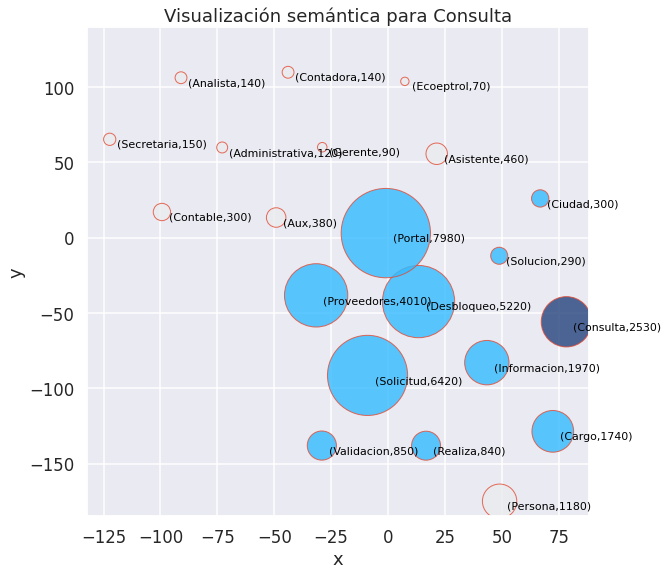 Visualización semántica para Consulta
(Analista,140)
(Contadora,140)
(Ecoeptrol,70)
(Secretaria,150)
(Administrativa,120)
(Gerente,90)
(Asistente,460)
(Contable,300)
(Aux,380)
(Ciudad,300)
(Portal,7980)
(Solucion,290)
(Proveedores,4010)
(Desbloqueo,5220)
(Consulta,2530)
(Informacion,1970)
(Solicitud,6420)
(Cargo,1740)
(Validacion,850)
(Realiza,840)
(Persona,1180)
y
100
50
0
−50
−100
−150
−125
−100
−75
−50
−25
0
25
50
75
x